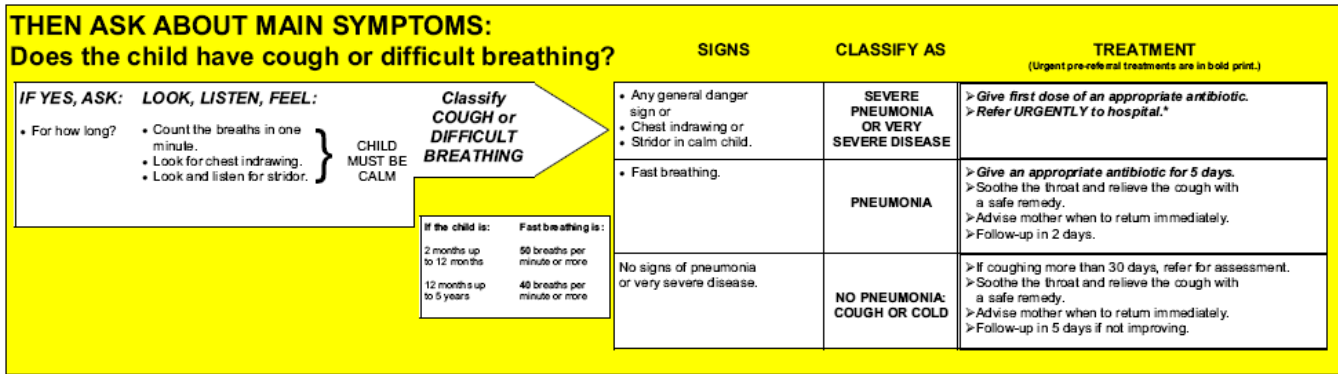 THEN ASK ABOUT MAIN SYMPTOMS:
Does the child have cough or difficult breathing?
IF YES, ASK:
• For how long?
LOOK, LISTEN, FEEL:
• Count the breaths in one
minute.
• Look for chest indrawing.
• Look and listen for stridor.
}
CHILD
MUST BE
CALM
Classify
COUGH or
DIFFICULT
BREATHING
If the child is:
Fast breathing is:
2 months up
to 12 months
50 breaths per
minute or more
12 months up
to 5 years
40 breaths per
minute or more
SIGNS
CLASSIFY AS
TREATMENT
(Urgent pre-referral treatments are in bold print.)
• Any general danger
sign or
• Chest indrawing or
• Stridor in calm child.
SEVERE
PNEUMONIA
OR VERY
SEVERE DISEASE
➢Give first dose of an appropriate antibiotic.
➢Refer URGENTLY to hospital.*
• Fast breathing.
PNEUMONIA
➢Give an appropriate antibiotic for 5 days.
➢Soothe the throat and relieve the cough with
a safe remedy.
➢Advise mother when to return immediately.
➢Follow-up in 2 days.
No signs of pneumonia
or very severe disease.
NO PNEUMONIA:
COUGH OR COLD
➢If coughing more than 30 days, refer for assessment.
➢Soothe the throat and relieve the cough with
a safe remedy.
➢Advise mother when to return immediately.
➢Follow-up in 5 days if not improving.